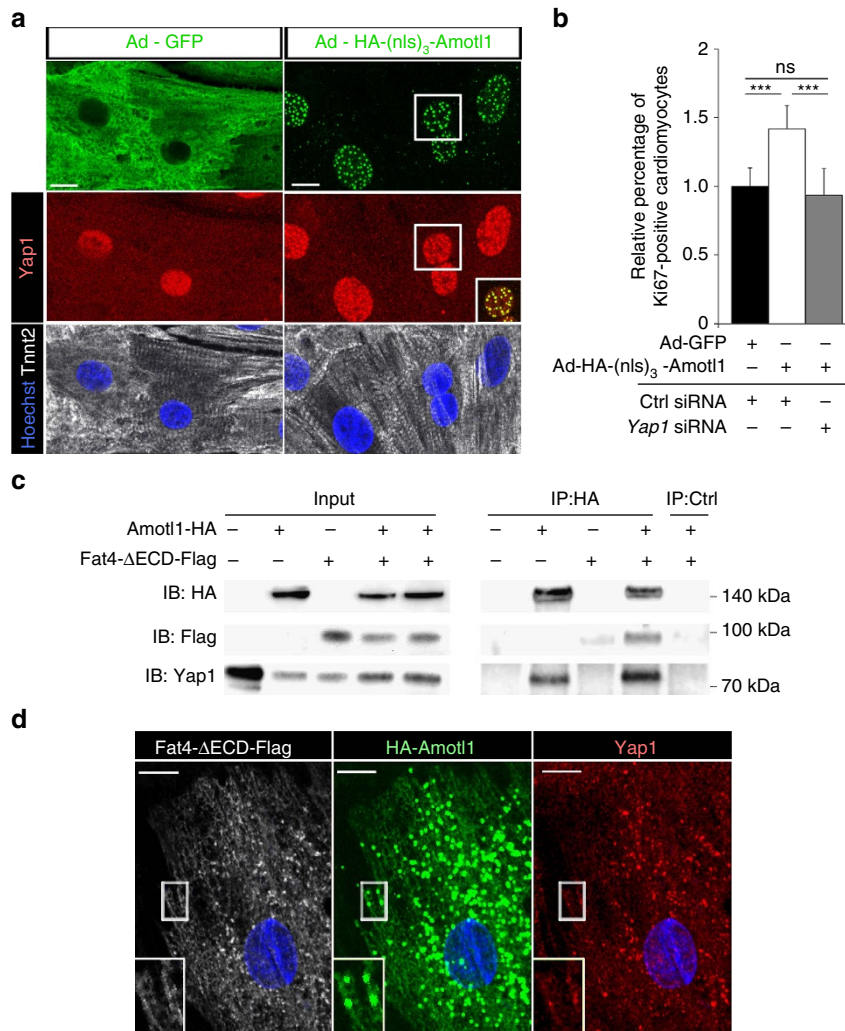 a
Ad - GFP
Ad - HA-(nls)3-Amotl1
Yap1
Hoechst Tnnt2
b
Relative percentage of
Ki67-positive cardiomyocytes
2
1.5
1.0
0.5
0
ns
*** ***
Ad-GFP + – –
Ad-HA-(nls)3 -Amotl1 – + +
Ctrl siRNA + + –
Yap1 siRNA – – +
c
Input IP:HA IP:Ctrl
Amotl1-HA – + – + + – + – + +
Fat4-ΔECD-Flag – – + + + – – + + +
IB: HA 140 kDa
IB: Flag 100 kDa
IB: Yap1 70 kDa
d
Fat4-ΔECD-Flag HA-Amotl1 Yap1